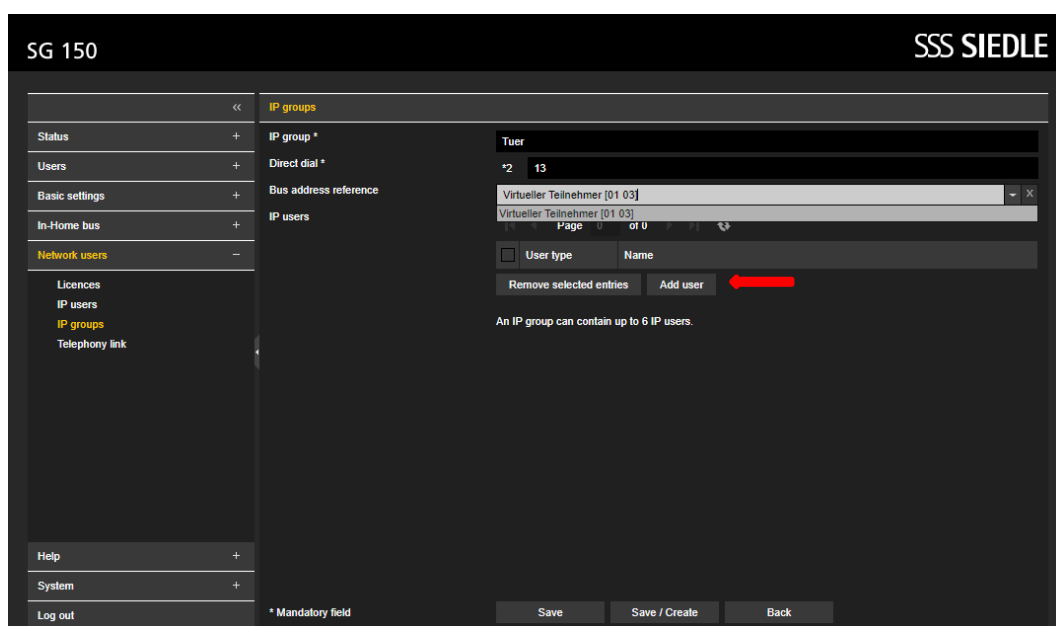 SG 150
SSS SIEDLE
«
IP groups
Status +
Users +
Basic settings +
In-Home bus +
Network users −
Licences
IP users
IP groups
Telephony link
Help +
System +
Log out
IP group *
Tuer
Direct dial *
*2 13
Bus address reference
Virtueller Teilnehmer [01 03] X
Virtueller Teilnehmer [01 03]
IP users
Page 0 of 0
User type Name
Remove selected entries Add user
An IP group can contain up to 6 IP users.
* Mandatory field Save Save / Create Back